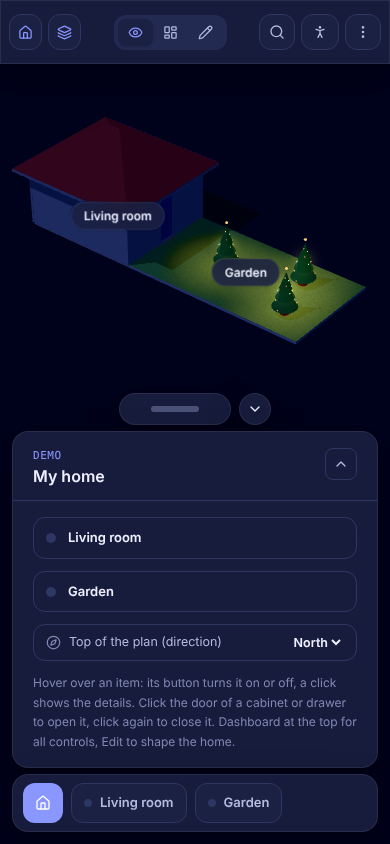 Living room
Garden
DEMO
My home
Living room
Garden
Top of the plan (direction) North
Hover over an item: its button turns it on or off, a click
shows the details. Click the door of a cabinet or drawer
to open it, click again to close it. Dashboard at the top for
all controls, Edit to shape the home.
Living room Garden